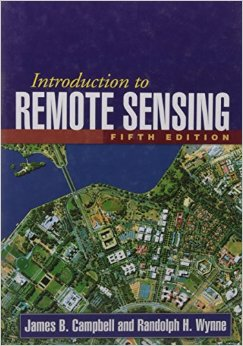 Introduction to
REMOTE SENSING
FIFTH EDITION
James B. Campbell and Randolph H. Wynne